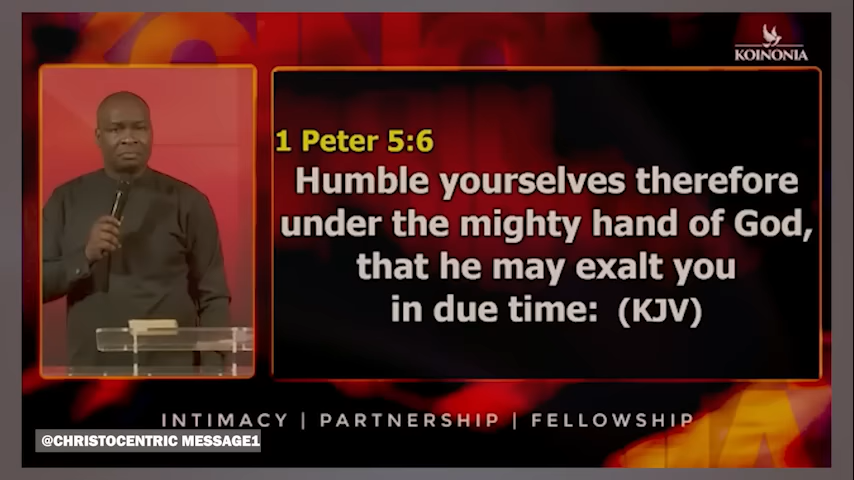 KOINONIA
1 Peter 5:6
Humble yourselves therefore
under the mighty hand of God,
that he may exalt you
in due time: (KJV)
INTIMACY | PARTNERSHIP | FELLOWSHIP
@CHRISTOCENTRIC MESSAGE1